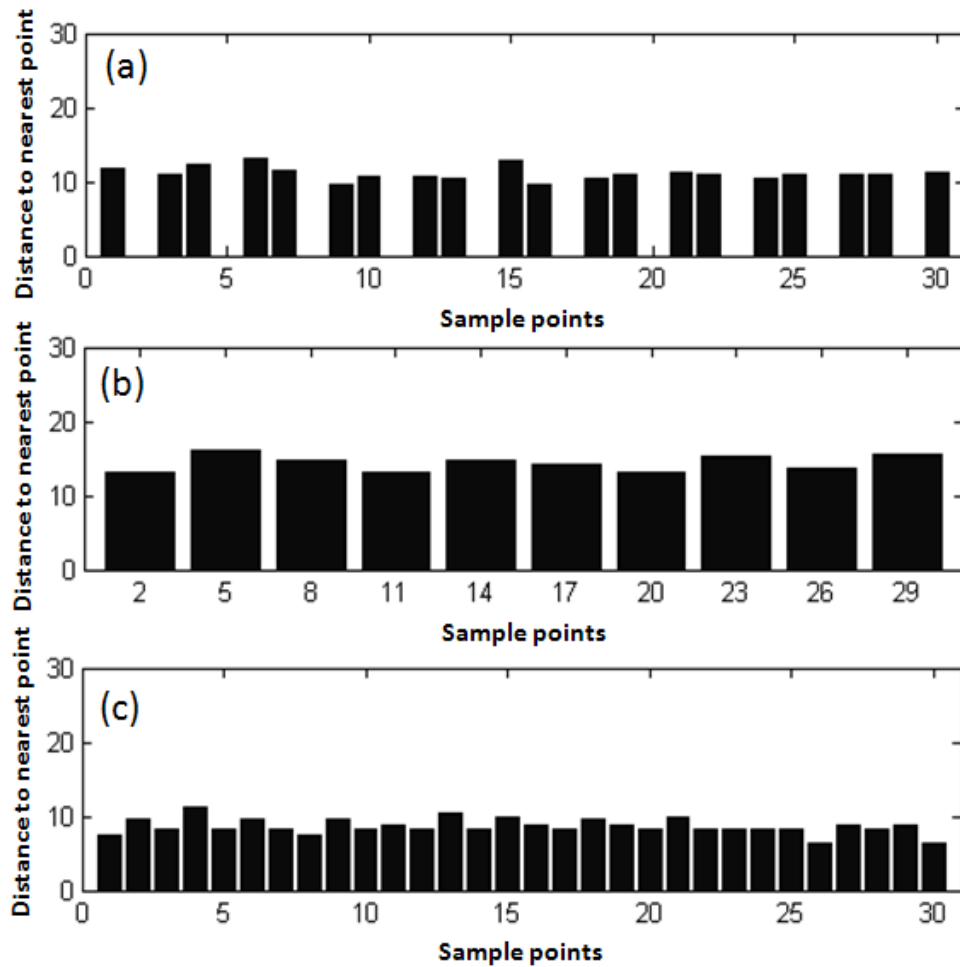 Distance to nearest point
30
20
10
0
(a)
0 5 10 15 20 25 30
Sample points
Distance to nearest point
30
20
10
0
(b)
2 5 8 11 14 17 20 23 26 29
Sample points
Distance to nearest point
30
20
10
0
(c)
0 5 10 15 20 25 30
Sample points